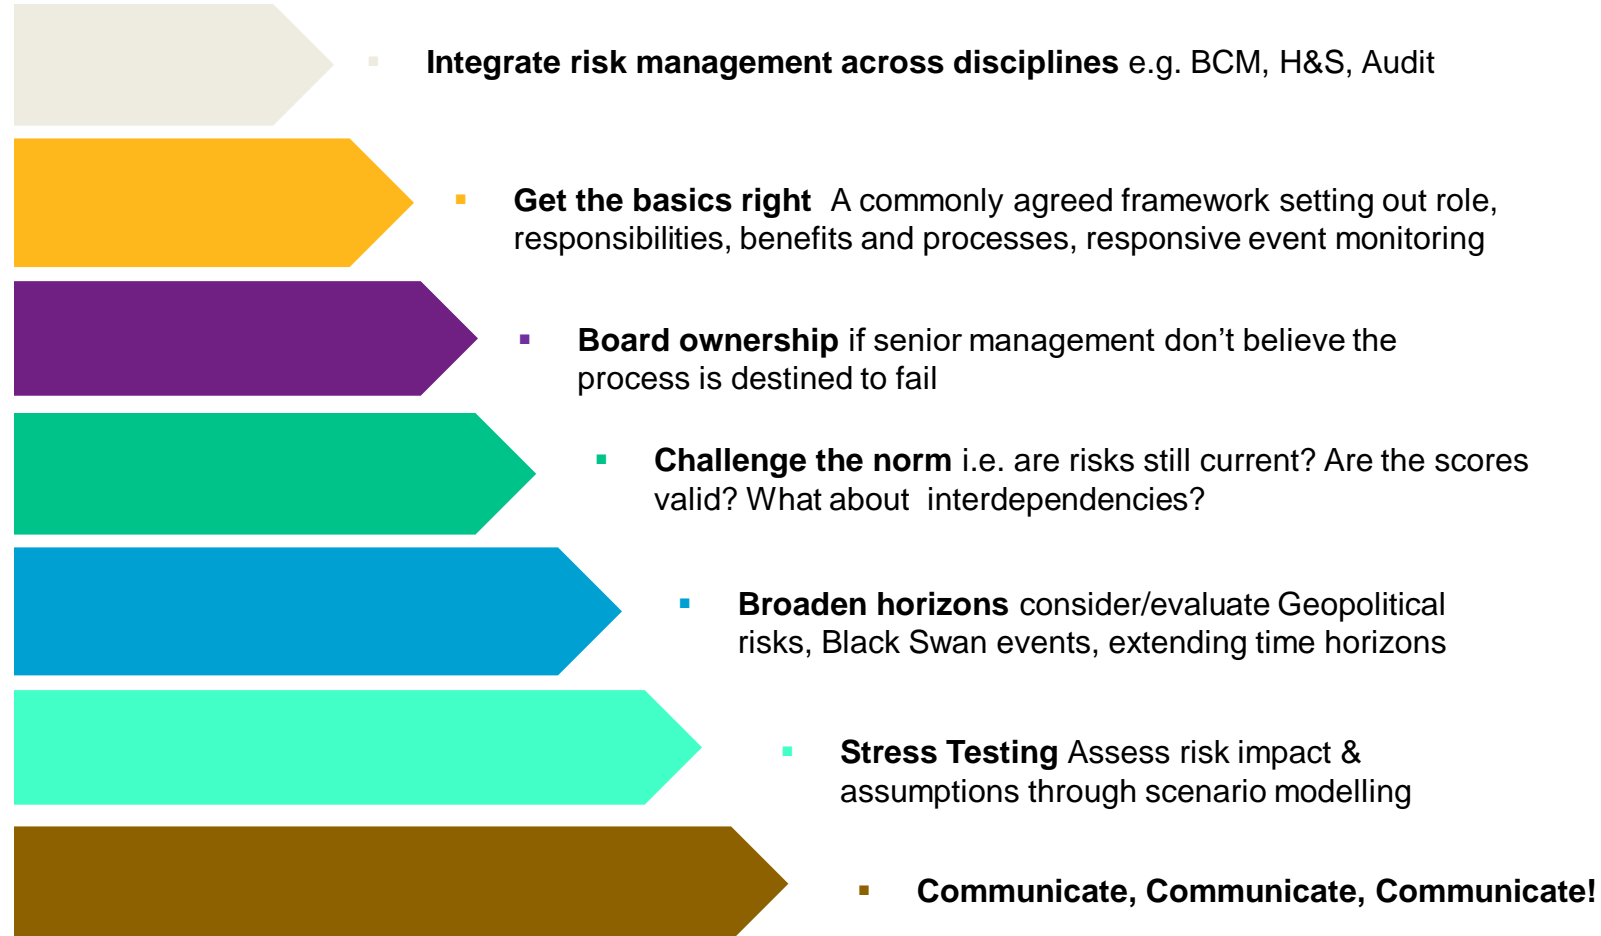 Integrate risk management across disciplines e.g. BCM, H&S, Audit
Get the basics right A commonly agreed framework setting out role,
responsibilities, benefits and processes, responsive event monitoring
Board ownership if senior management don’t believe the
process is destined to fail
Challenge the norm i.e. are risks still current? Are the scores
valid? What about interdependencies?
Broaden horizons consider/evaluate Geopolitical
risks, Black Swan events, extending time horizons
Stress Testing Assess risk impact &
assumptions through scenario modelling
Communicate, Communicate, Communicate!